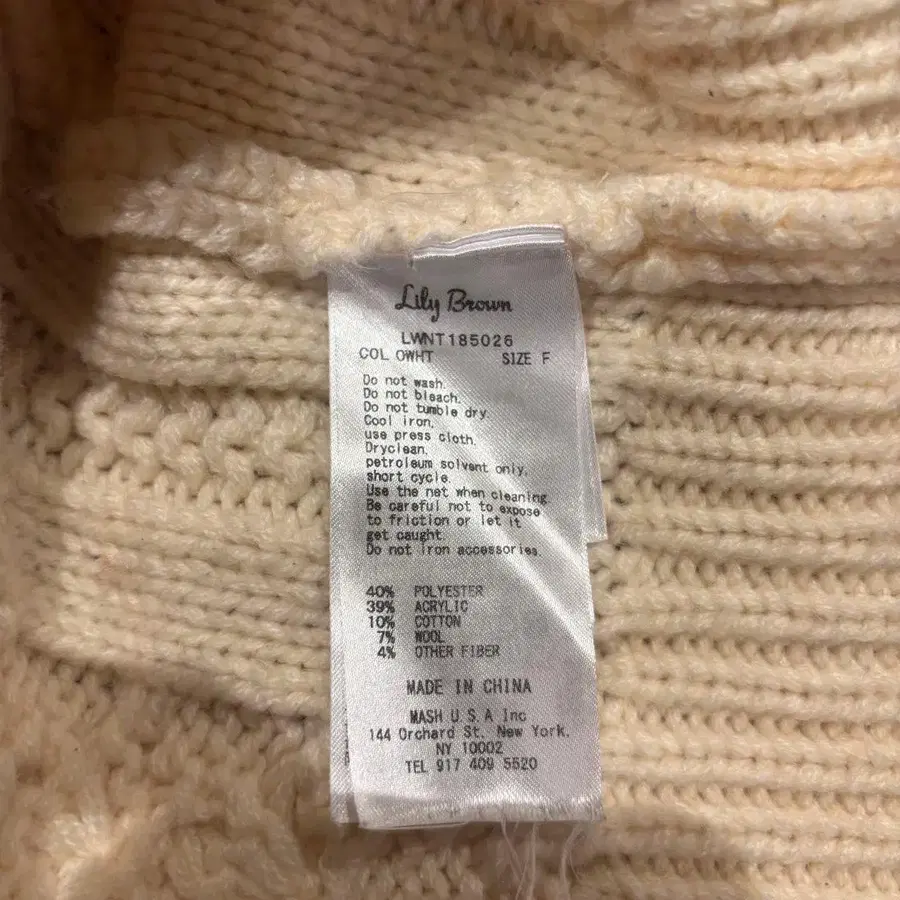 Lily Brown
LWNT185026
COL OWHT SIZE F
Do not wash.
Do not bleach.
Do not tumble dry.
Cool iron,
use press cloth.
Dryclean,
petroleum solvent only,
short cycle.
Use the net when cleaning
Be careful not to expose
to friction or let it
get caught.
Do not iron accessories.
40% POLYESTER
39% ACRYLIC
10% COTTON
7% WOOL
4% OTHER FIBER
MADE IN CHINA
MASH U.S.A Inc
144 Orchard St. New York.
NY 10002
TEL 917 409 5520